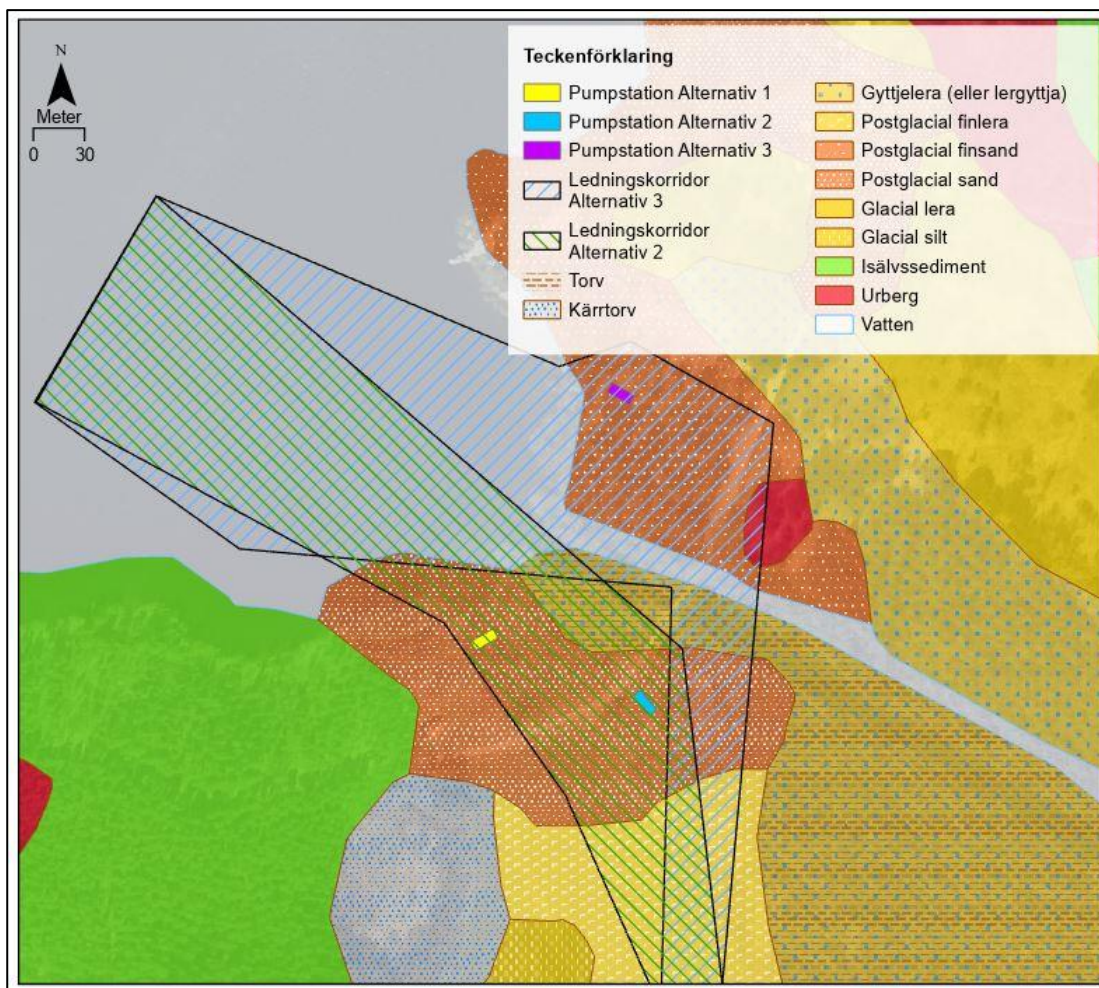 N
Meter
0 30
Teckenförklaring
Pumpstation Alternativ 1
Pumpstation Alternativ 2
Pumpstation Alternativ 3
Ledningskorridor
Alternativ 3
Ledningskorridor
Alternativ 2
Torv
Kärrtorv
Gyttjelera (eller lergyttja)
Postglacial finlera
Postglacial finsand
Postglacial sand
Glacial lera
Glacial silt
Isälvssediment
Urberg
Vatten